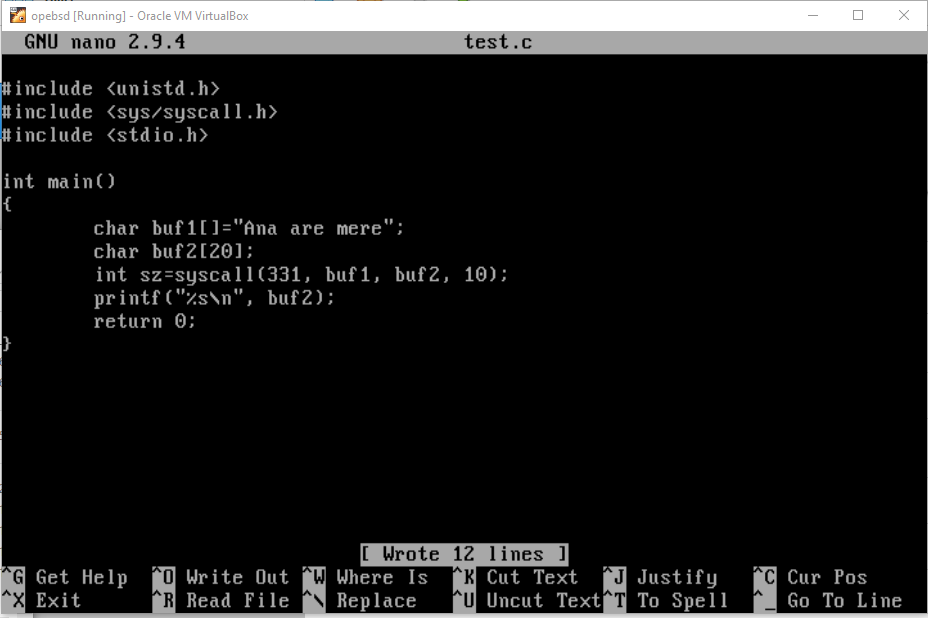 opebsd [Running] - Oracle VM VirtualBox
GNU nano 2.9.4 test.c
#include <unistd.h>
#include <sys/syscall.h>
#include <stdio.h>
int main()
{
char buf1[]="Ana are mere";
char buf2[20];
int sz=syscall(331, buf1, buf2, 10);
printf("%s\n", buf2);
return 0;
}
[ Wrote 12 lines ]
^G Get Help ^O Write Out ^W Where Is ^K Cut Text ^J Justify ^C Cur Pos
^X Exit ^R Read File ^\ Replace ^U Uncut Text ^T To Spell ^_ Go To Line